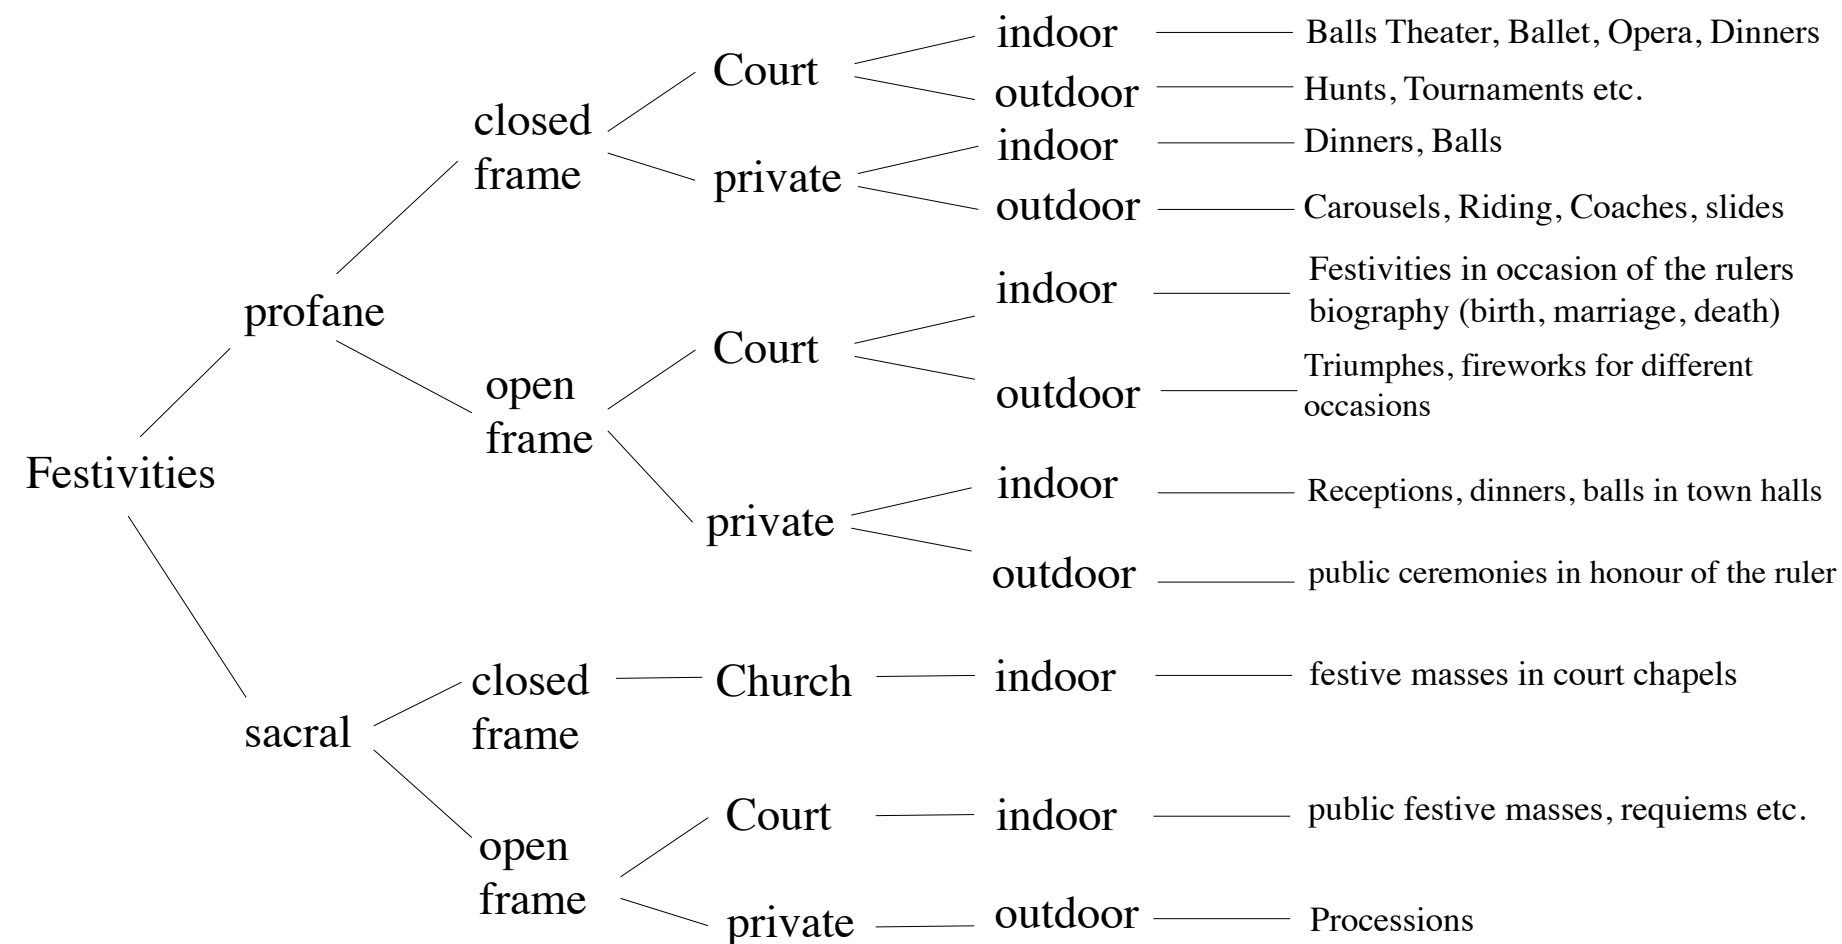 Festivities
profane
sacral
closed
frame
open
frame
closed
frame
open
frame
Court
private
Court
private
Church
Court
private
indoor
Balls Theater, Ballet, Opera, Dinners
outdoor
Hunts, Tournaments etc.
indoor
Dinners, Balls
outdoor
Carousels, Riding, Coaches, slides
indoor
Festivities in occasion of the rulers
biography (birth, marriage, death)
outdoor
Triumphes, fireworks for different
occasions
indoor
Receptions, dinners, balls in town halls
outdoor
public ceremonies in honour of the ruler
indoor
festive masses in court chapels
indoor
public festive masses, requiems etc.
outdoor
Processions